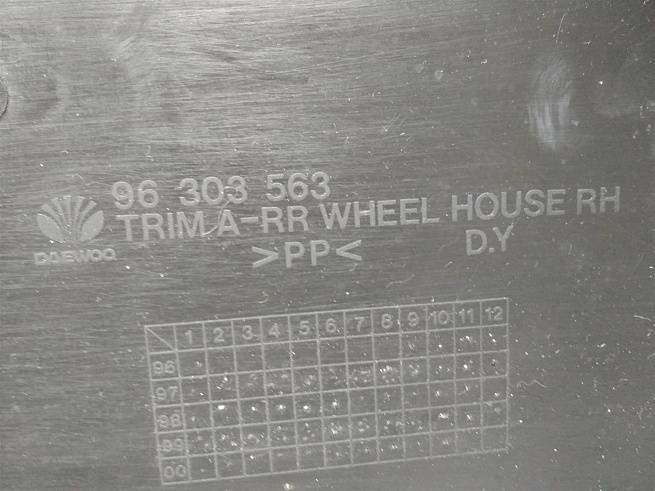 96 303 563
TRIM A-RR WHEEL HOUSE RH
DAEWOO
>PP<
D.Y
1 2 3 4 5 6 7 8 9 10 11 12
96
97
98
99
00